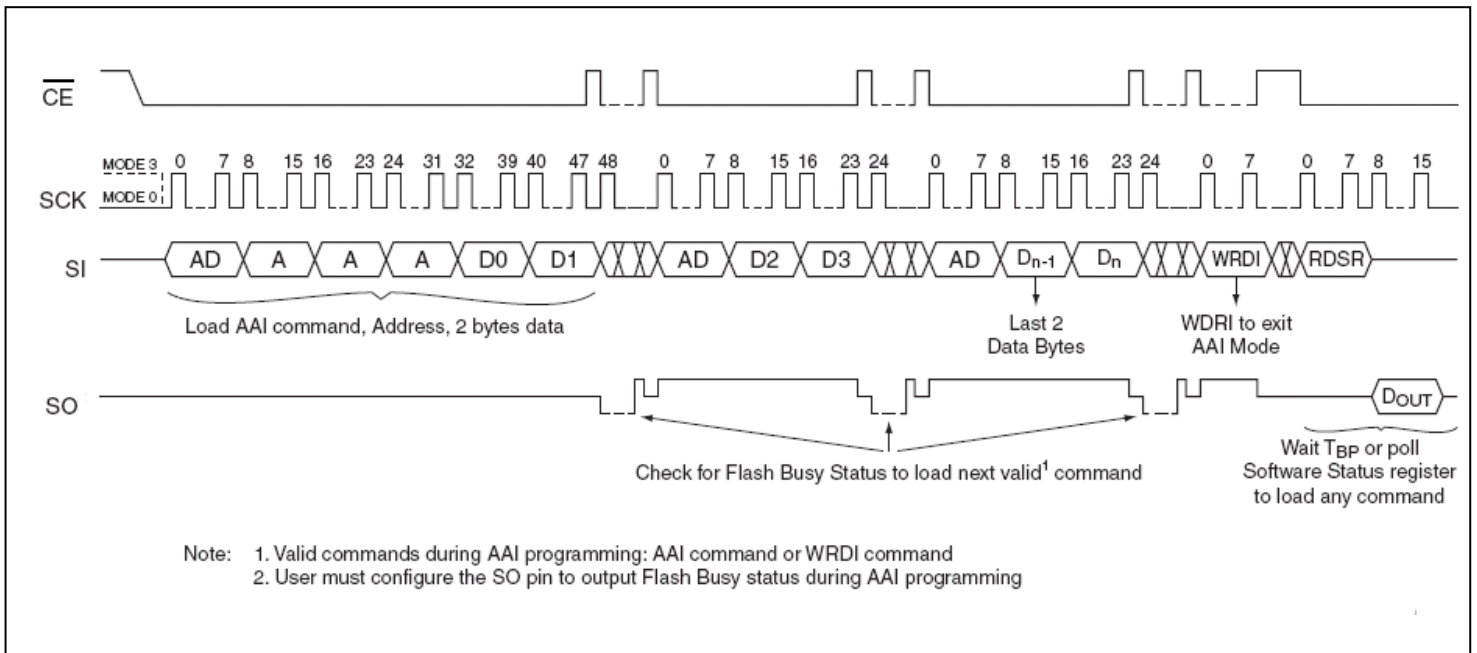 CE
MODE 3
MODE 0
SCK
0 7 8 15 16 23 24 31 32 39 40 47 48 0 7 8 15 16 23 24 0 7 8 15 16 23 24 0 7 0 7 8 15
SI
AD A A A D0 D1 AD D2 D3 AD Dn-1 Dn WRDI RDSR
Load AAI command, Address, 2 bytes data
Last 2
Data Bytes
WDRI to exit
AAI Mode
SO
DOUT
Check for Flash Busy Status to load next valid1 command
Wait TBP or poll
Software Status register
to load any command
Note: 1. Valid commands during AAI programming: AAI command or WRDI command
2. User must configure the SO pin to output Flash Busy status during AAI programming